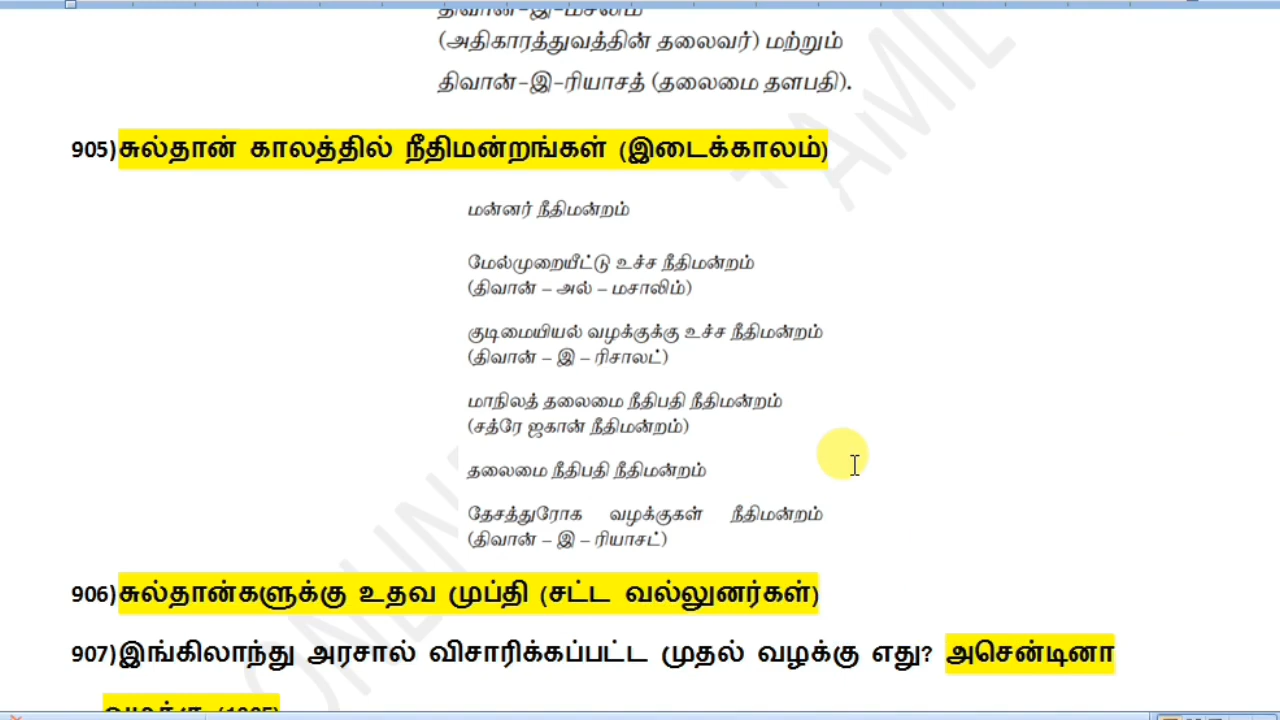 திவான்-இ-மசலிம்
(அதிகாரத்துவத்தின் தலைவர்) மற்றும்
திவான்-இ-ரியாசத் (தலைமை தளபதி).
905)சுல்தான் காலத்தில் நீதிமன்றங்கள் (இடைக்காலம்)
மன்னர் நீதிமன்றம்
மேல்முறையீட்டு உச்ச நீதிமன்றம்
(திவான் – அல் – மசாலிம்)
குடிமையியல் வழக்குக்கு உச்ச நீதிமன்றம்
(திவான் – இ – ரிசாலட்)
மாநிலத் தலைமை நீதிபதி நீதிமன்றம்
(சத்ரே ஜகான் நீதிமன்றம்)
தலைமை நீதிபதி நீதிமன்றம்
தேசத்துரோக வழக்குகள் நீதிமன்றம்
(திவான் – இ – ரியாசட்)
906)சுல்தான்களுக்கு உதவ முப்தி (சட்ட வல்லுனர்கள்)
907)இங்கிலாந்து அரசால் விசாரிக்கப்பட்ட முதல் வழக்கு எது? அசென்டினா
வழக்கு